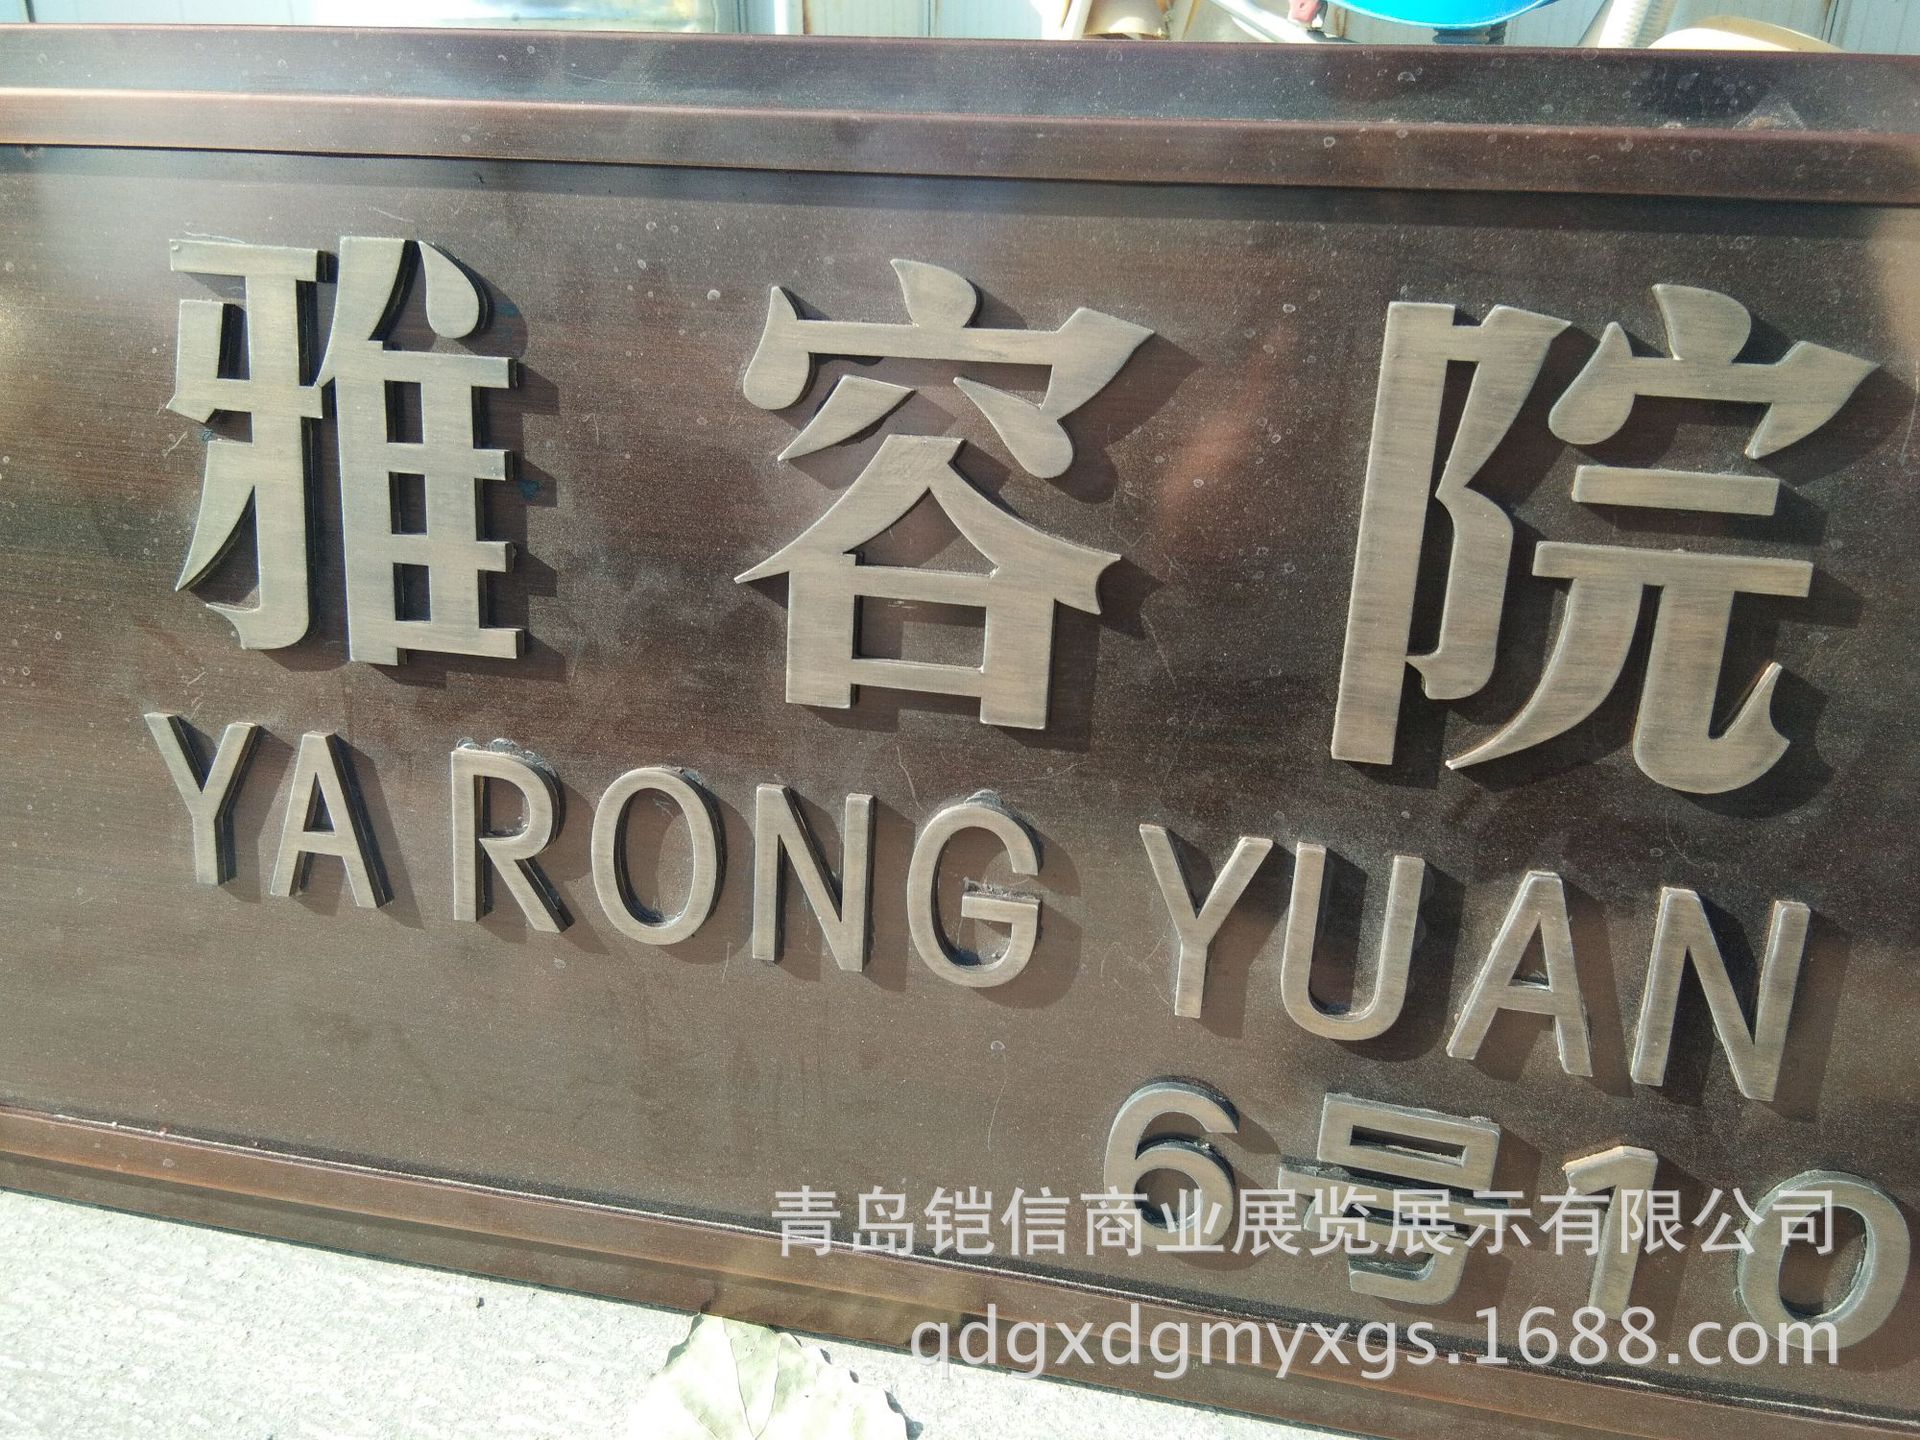 雅容院
YA RONG YUAN
6号10
青岛铠信商业展览展示有限公司
qdgxdgmyxgs.1688.com